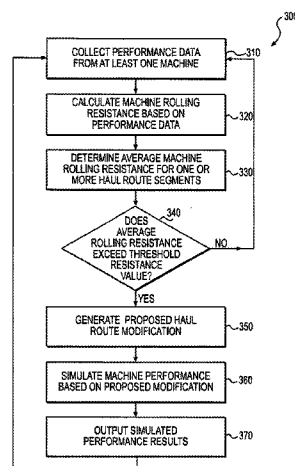 300
COLLECT PERFORMANCE DATA
FROM AT LEAST ONE MACHINE
310
CALCULATE MACHINE ROLLING
RESISTANCE BASED ON
PERFORMANCE DATA
320
DETERMINE AVERAGE MACHINE
ROLLING RESISTANCE FOR ONE OR
MORE HAUL ROUTE SEGMENTS
330
340
DOES
AVERAGE
ROLLING RESISTANCE
EXCEED THRESHOLD
RESISTANCE
VALUE?
NO
YES
GENERATE PROPOSED HAUL
ROUTE MODIFICATION
350
SIMULATE MACHINE PERFORMANCE
BASED ON PROPOSED MODIFICATION
360
OUTPUT SIMULATED
PERFORMANCE RESULTS
370